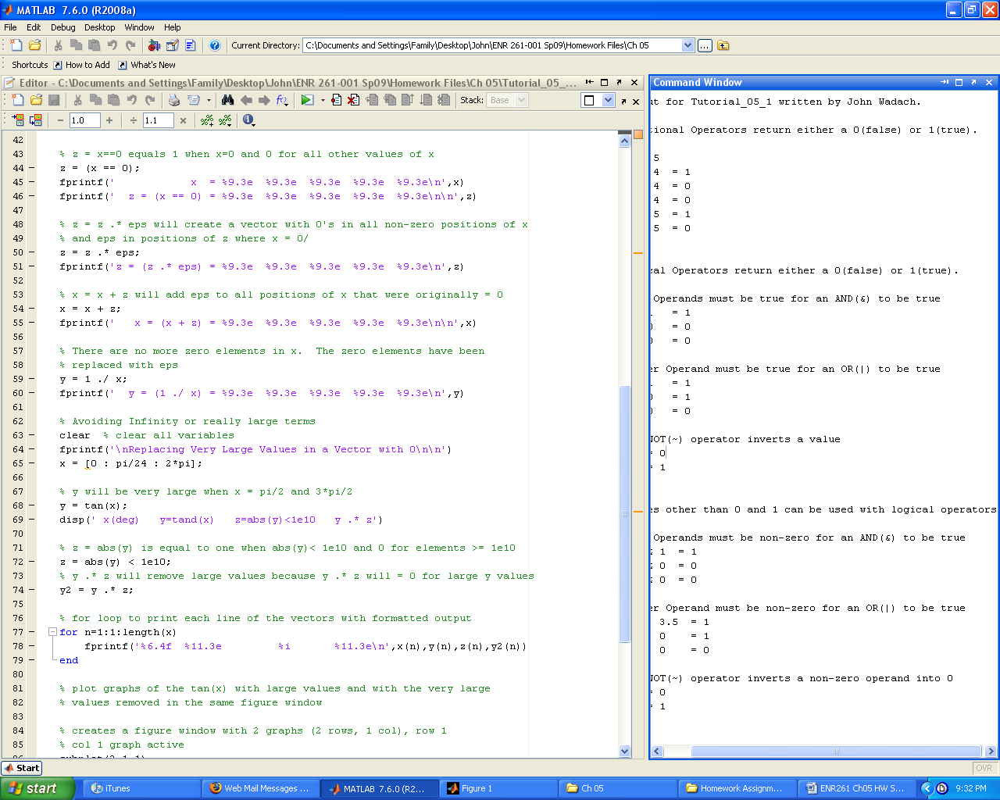 MATLAB 7.6.0 (R2008a)
File Edit Debug Desktop Window Help
Current Directory: C:\Documents and Settings\Family\Desktop\John\ENR 261-001 Sp09\Homework Files\Ch 05
Shortcuts How to Add What's New
Editor - C:\Documents and Settings\Family\Desktop\John\ENR 261-001 Sp09\Homework Files\Ch 05\Tutorial_05_...
Stack: Base
− 1.0 + ÷ 1.1 ×
42
43 % z = x==0 equals 1 when x=0 and 0 for all other values of x
44 − z = (x == 0);
45 − fprintf('            x  = %9.3e  %9.3e  %9.3e  %9.3e  %9.3e\n',x)
46 − fprintf('  z = (x == 0) = %9.3e  %9.3e  %9.3e  %9.3e  %9.3e\n\n',z)
47
48 % z = z .* eps will create a vector with 0's in all non-zero positions of x
49 % and eps in positions of z where x = 0/
50 − z = z .* eps;
51 − fprintf('z = (z .* eps) = %9.3e  %9.3e  %9.3e  %9.3e  %9.3e\n',z)
52
53 % x = x + z will add eps to all positions of x that were originally = 0
54 − x = x + z;
55 − fprintf('   x = (x + z) = %9.3e  %9.3e  %9.3e  %9.3e  %9.3e\n\n',x)
56
57 % There are no more zero elements in x.  The zero elements have been
58 % replaced with eps
59 − y = 1 ./ x;
60 − fprintf('  y = (1 ./ x) = %9.3e  %9.3e  %9.3e  %9.3e  %9.3e\n',y)
61
62 % Avoiding Infinity or really large terms
63 − clear  % clear all variables
64 − fprintf('\nReplacing Very Large Values in a Vector with 0\n\n')
65 − x = [0 : pi/24 : 2*pi];
66
67 % y will be very large when x = pi/2 and 3*pi/2
68 − y = tan(x);
69 − disp(' x(deg)   y=tand(x)   z=abs(y)<1e10   y .* z')
70
71 % z = abs(y) is equal to one when abs(y)< 1e10 and 0 for elements >= 1e10
72 − z = abs(y) < 1e10;
73 % y .* z will remove large values because y .* z will = 0 for large y values
74 − y2 = y .* z;
75
76 % for loop to print each line of the vectors with formatted output
77 − for n=1:1:length(x)
78 − fprintf('%6.4f  %11.3e         %i       %11.3e\n',x(n),y(n),z(n),y2(n))
79 − end
80
81 % plot graphs of the tan(x) with large values and with the very large
82 % values removed in the same figure window
83
84 % creates a figure window with 2 graphs (2 rows, 1 col), row 1
85 % col 1 graph active
Command Window
ut for Tutorial_05_1 written by John Wadach.
tional Operators return either a 0(false) or 1(true).
5
4 = 1
4 = 0
4 = 0
5 = 1
5 = 0
cal Operators return either a 0(false) or 1(true).
Operands must be true for an AND(&) to be true
= 1
= 0
= 0
er Operand must be true for an OR(|) to be true
= 1
= 1
= 0
NOT(~) operator inverts a value
= 0
= 1
es other than 0 and 1 can be used with logical operators
Operands must be non-zero for an AND(&) to be true
& 1 = 1
& 0 = 0
& 0 = 0
er Operand must be non-zero for an OR(|) to be true
3.5 = 1
0 = 1
0 = 0
NOT(~) operator inverts a non-zero operand into 0
= 0
= 1
Start
OVR
start iTunes Web Mail Messages ... MATLAB 7.6.0 (R2... Figure 1 Ch 05 Homework Assignm... ENR261 Ch05 HW S... 9:32 PM